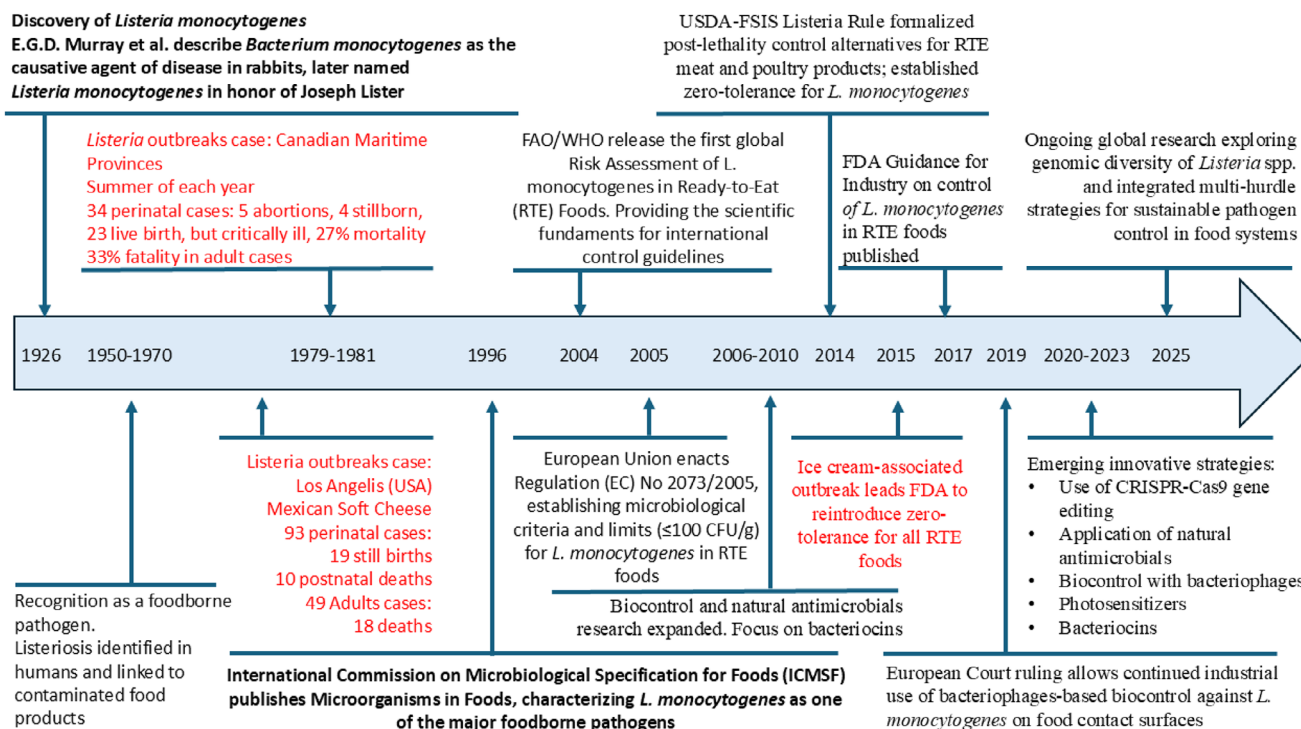 Discovery of Listeria monocytogenes
E.G.D. Murray et al. describe Bacterium monocytogenes as the
causative agent of disease in rabbits, later named
Listeria monocytogenes in honor of Joseph Lister
USDA-FSIS Listeria Rule formalized
post-lethality control alternatives for RTE
meat and poultry products; established
zero-tolerance for L. monocytogenes
Listeria outbreaks case: Canadian Maritime
Provinces
Summer of each year
34 perinatal cases: 5 abortions, 4 stillborn,
23 live birth, but critically ill, 27% mortality
33% fatality in adult cases
FAO/WHO release the first global
Risk Assessment of L.
monocytogenes in Ready-to-Eat
(RTE) Foods. Providing the scientific
fundaments for international
control guidelines
FDA Guidance for
Industry on control
of L. monocytogenes
in RTE foods
published
Ongoing global research exploring
genomic diversity of Listeria spp.
and integrated multi-hurdle
strategies for sustainable pathogen
control in food systems
1926 1950-1970 1979-1981 1996 2004 2005 2006-2010 2014 2015 2017 2019 2020-2023 2025
Recognition as a foodborne
pathogen.
Listeriosis identified in
humans and linked to
contaminated food
products
Listeria outbreaks case:
Los Angelis (USA)
Mexican Soft Cheese
93 perinatal cases:
19 still births
10 postnatal deaths
49 Adults cases:
18 deaths
International Commission on Microbiological Specification for Foods (ICMSF)
publishes Microorganisms in Foods, characterizing L. monocytogenes as one
of the major foodborne pathogens
European Union enacts
Regulation (EC) No 2073/2005,
establishing microbiological
criteria and limits (≤100 CFU/g)
for L. monocytogenes in RTE
foods
Biocontrol and natural antimicrobials
research expanded. Focus on bacteriocins
Ice cream-associated
outbreak leads FDA to
reintroduce zero-
tolerance for all RTE
foods
Emerging innovative strategies:
• Use of CRISPR-Cas9 gene
editing
• Application of natural
antimicrobials
• Biocontrol with bacteriophages
• Photosensitizers
• Bacteriocins
European Court ruling allows continued industrial
use of bacteriophages-based biocontrol against L.
monocytogenes on food contact surfaces